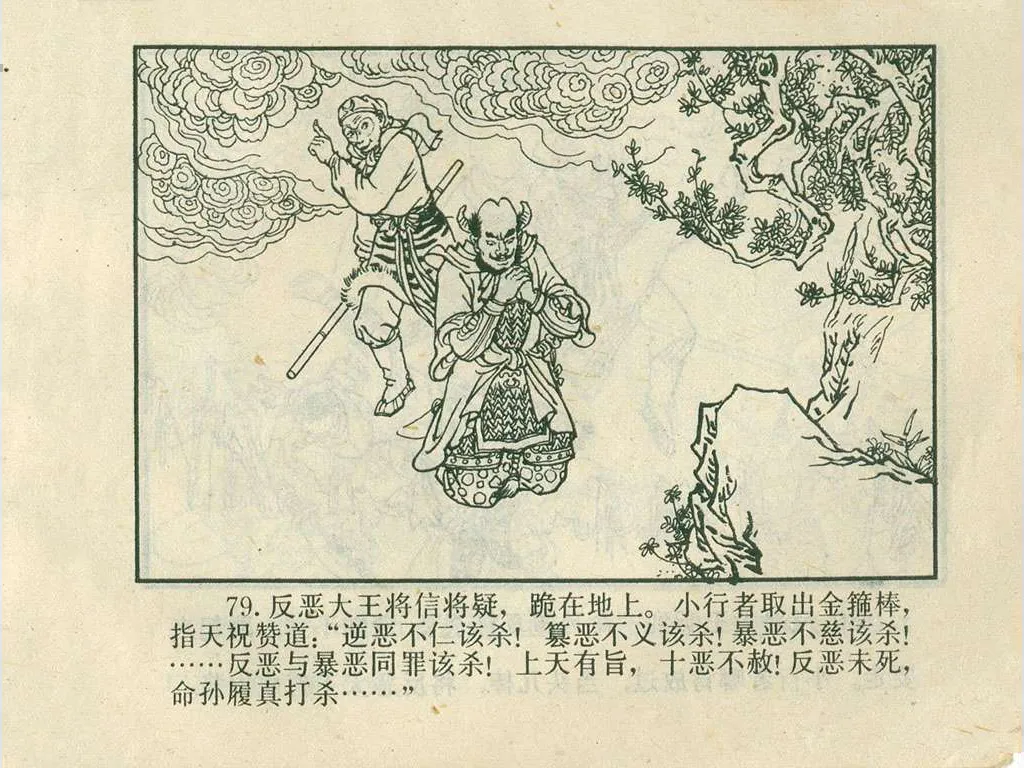 79. 反恶大王将信将疑，跪在地上。小行者取出金箍棒，
指天祝赞道：“逆恶不仁该杀！篡恶不义该杀！暴恶不慈该杀！
……反恶与暴恶同罪该杀！上天有旨，十恶不赦！反恶未死，
命孙履真打杀……”